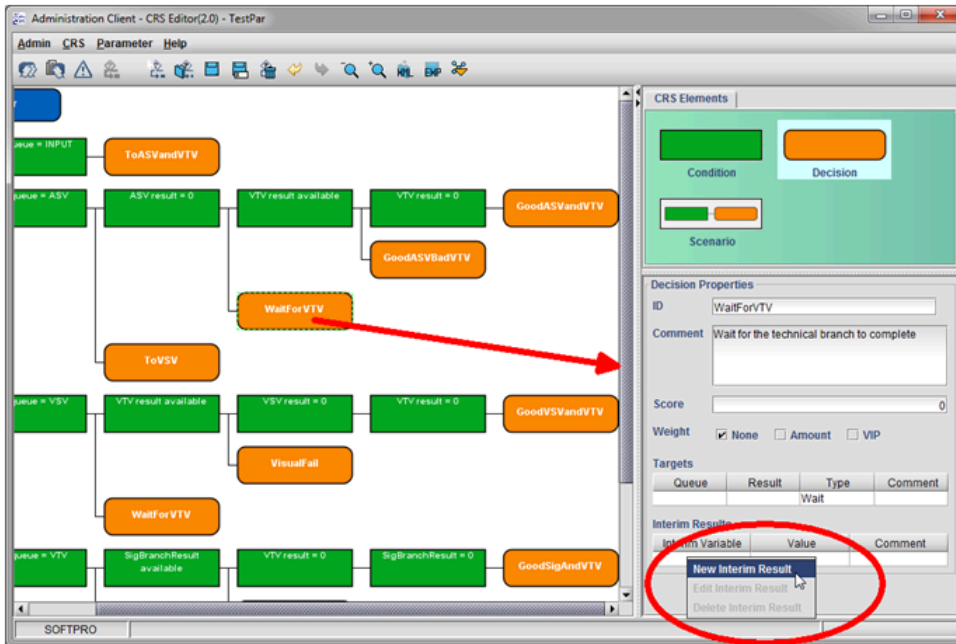 Administration Client - CRS Editor(2.0) - TestPar
Admin CRS Parameter Help
XML EXP
CRS Elements
Condition
Decision
Scenario
r
ueue = INPUT
ToASVandVTV
queue = ASV
ASV result = 0
VTV result available
VTV result = 0
GoodASVandVTV
GoodASVBadVTV
WaitForVTV
ToVSV
queue = VSV
VTV result available
VSV result = 0
VTV result = 0
GoodVSVandVTV
VisualFail
WaitForVTV
queue = VTV
SigBranchResult
available
VTV result = 0
SigBranchResult = 0
GoodSigAndVTV
Decision Properties
ID WaitForVTV
Comment Wait for the technical branch to complete
Score 0
Weight None Amount VIP
Targets
Queue Result Type Comment
Wait
Interim Results
Interim Variable Value Comment
New Interim Result
Edit Interim Result
Delete Interim Result
SOFTPRO